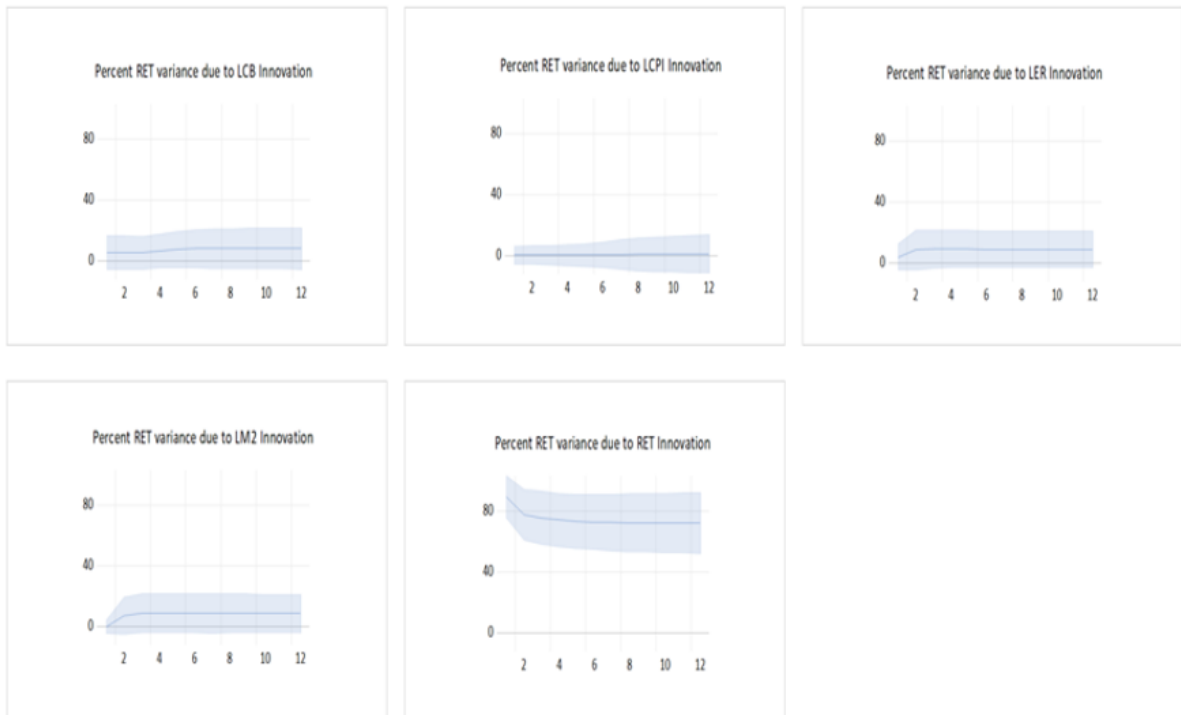 Percent RET variance due to LCB Innovation
80
40
0
2 4 6 8 10 12
Percent RET variance due to LCPI Innovation
80
40
0
2 4 6 8 10 12
Percent RET variance due to LER Innovation
80
40
0
2 4 6 8 10 12
Percent RET variance due to LM2 Innovation
80
40
0
2 4 6 8 10 12
Percent RET variance due to RET Innovation
80
40
0
2 4 6 8 10 12